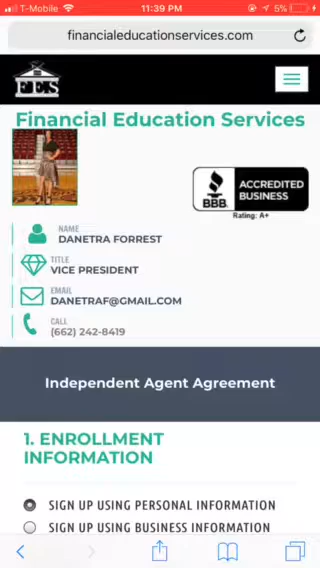 T-Mobile 11:39 PM 5%
financialeducationservices.com
FES
Financial Education Services
BBB.
ACCREDITED
BUSINESS
Rating: A+
NAME
DANETRA FORREST
TITLE
VICE PRESIDENT
EMAIL
DANETRAF@GMAIL.COM
CALL
(662) 242-8419
Independent Agent Agreement
1. ENROLLMENT
INFORMATION
SIGN UP USING PERSONAL INFORMATION
SIGN UP USING BUSINESS INFORMATION